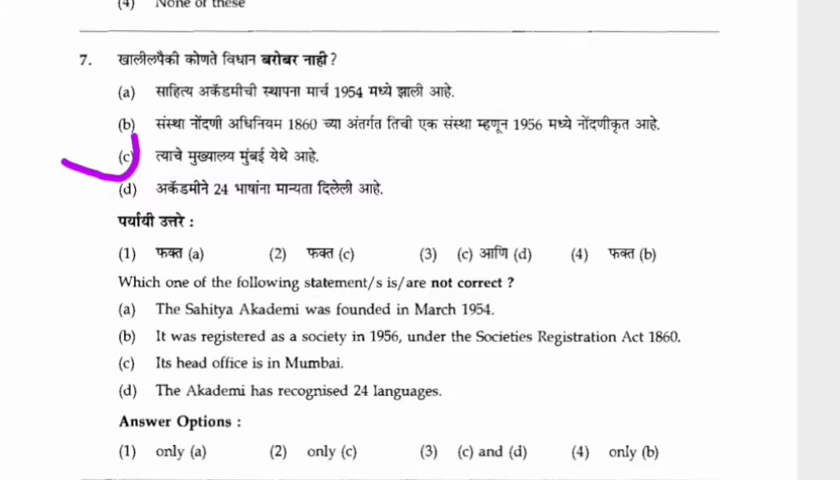 (4) None of these
7. खालीलपैकी कोणते विधान बरोबर नाही ?
(a) साहित्य अकॅडमीची स्थापना मार्च 1954 मध्ये झाली आहे.
(b) संस्था नोंदणी अधिनियम 1860 च्या अंतर्गत तिची एक संस्था म्हणून 1956 मध्ये नोंदणीकृत आहे.
(c) त्याचे मुख्यालय मुंबई येथे आहे.
(d) अकॅडमीने 24 भाषांना मान्यता दिलेली आहे.
पर्यायी उत्तरे :
(1) फक्त (a) (2) फक्त (c) (3) (c) आणि (d) (4) फक्त (b)
Which one of the following statement/s is/are not correct ?
(a) The Sahitya Akademi was founded in March 1954.
(b) It was registered as a society in 1956, under the Societies Registration Act 1860.
(c) Its head office is in Mumbai.
(d) The Akademi has recognised 24 languages.
Answer Options :
(1) only (a) (2) only (c) (3) (c) and (d) (4) only (b)